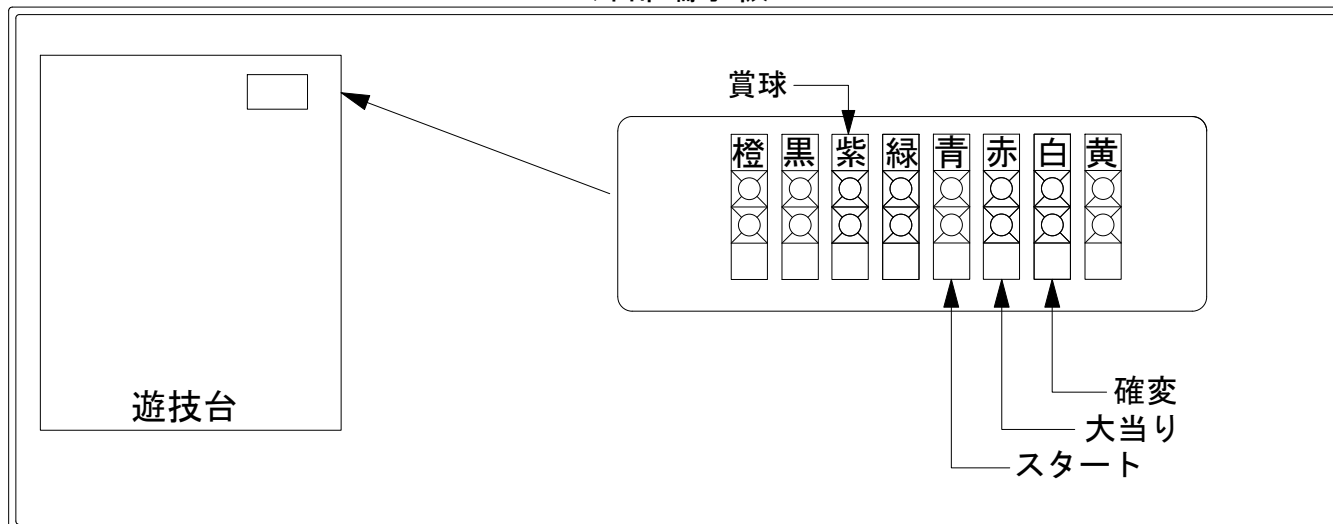 賞球
橙 黒 紫 緑 青 赤 白 黄
遊技台
確変
大当り
スタート